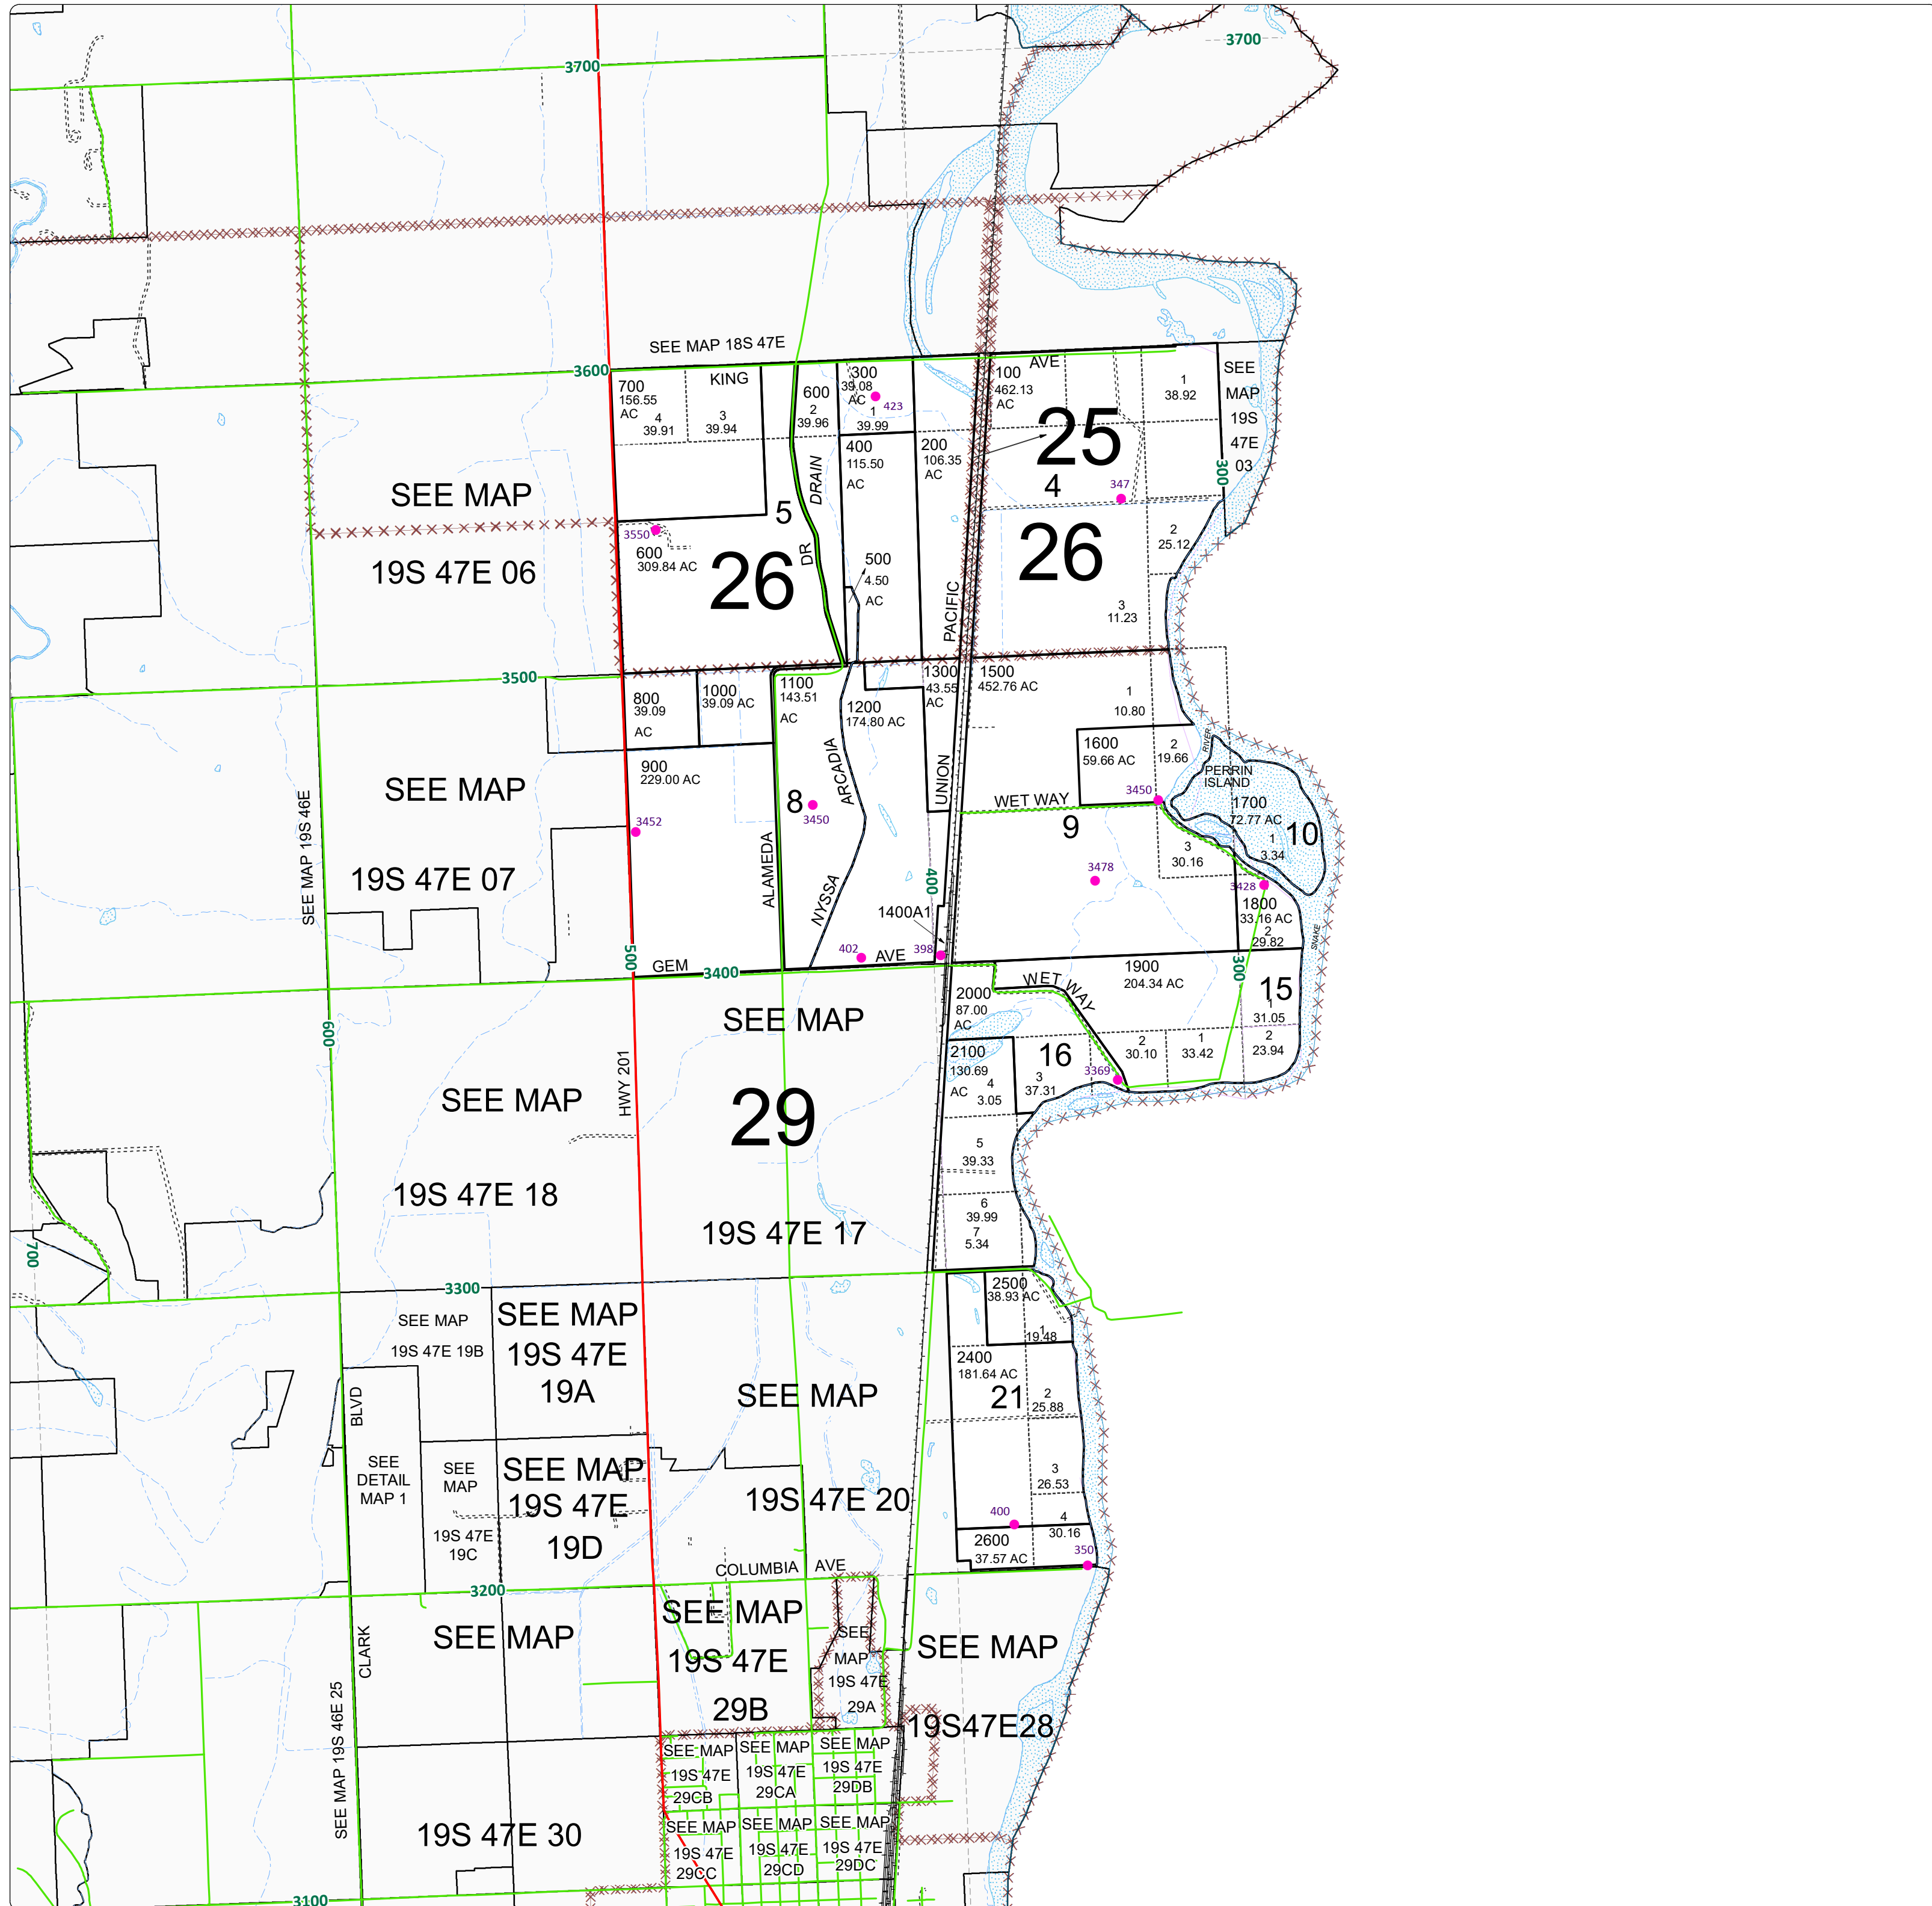 3700
3700
SEE MAP 18S 47E
3600
700
156.55
AC
4
39.91
KING
3
39.94
600
2
39.96
300
39.08
AC
423
1
39.99
100
462.13
AC
AVE
1
38.92
SEE
MAP
19S
47E
03
300
25
400
115.50
AC
200
106.35
AC
4
347
DRAIN
5
SEE MAP
19S 47E 06
3550
600
309.84 AC
26
DR
500
4.50
AC
26
2
25.12
3
11.23
PACIFIC
3500
800
39.09
AC
1000
39.09 AC
1100
143.51
AC
1200
174.80 AC
1300
43.55
AC
1500
452.76 AC
1
10.80
1600
59.66 AC
2
19.66
RIVER
PERRIN
ISLAND
1700
72.77 AC
10
1
3.34
900
229.00 AC
8
3450
ARCADIA
UNION
WET WAY
3450
9
SEE MAP
19S 47E 07
SEE MAP 19S 46E
3452
ALAMEDA
NYSSA
400
3478
3
30.16
3428
1800
33.16 AC
2
29.82
SNAKE
1400A1
402
398
AVE
500
GEM
3400
1900
204.34 AC
300
15
1
31.05
WET WAY
2000
87.00
AC
SEE MAP
29
19S 47E 17
600
HWY 201
SEE MAP
19S 47E 18
2100
130.69
AC
4
3.05
16
3
37.31
3369
2
30.10
1
33.42
2
23.94
5
39.33
6
39.99
7
5.34
700
3300
SEE MAP
19S 47E 19B
SEE MAP
19S 47E
19A
SEE MAP
19S 47E 20
2500
38.93 AC
1
19.48
2400
181.64 AC
21
2
25.88
3
26.53
400
4
30.16
2600
37.57 AC
350
BLVD
SEE
DETAIL
MAP 1
SEE
MAP
19S 47E
19C
SEE MAP
19S 47E
19D
COLUMBIA AVE
3200
SEE MAP
19S 47E 30
CLARK
SEE MAP 19S 46E 25
SEE MAP
19S 47E
29B
SEE
MAP
19S 47E
29A
SEE MAP
19S47E28
SEE MAP
19S 47E
29CB
SEE MAP
19S 47E
29CA
SEE MAP
19S 47E
29DB
SEE MAP
19S 47E
29CC
SEE MAP
19S 47E
29CD
SEE MAP
19S 47E
29DC
3100